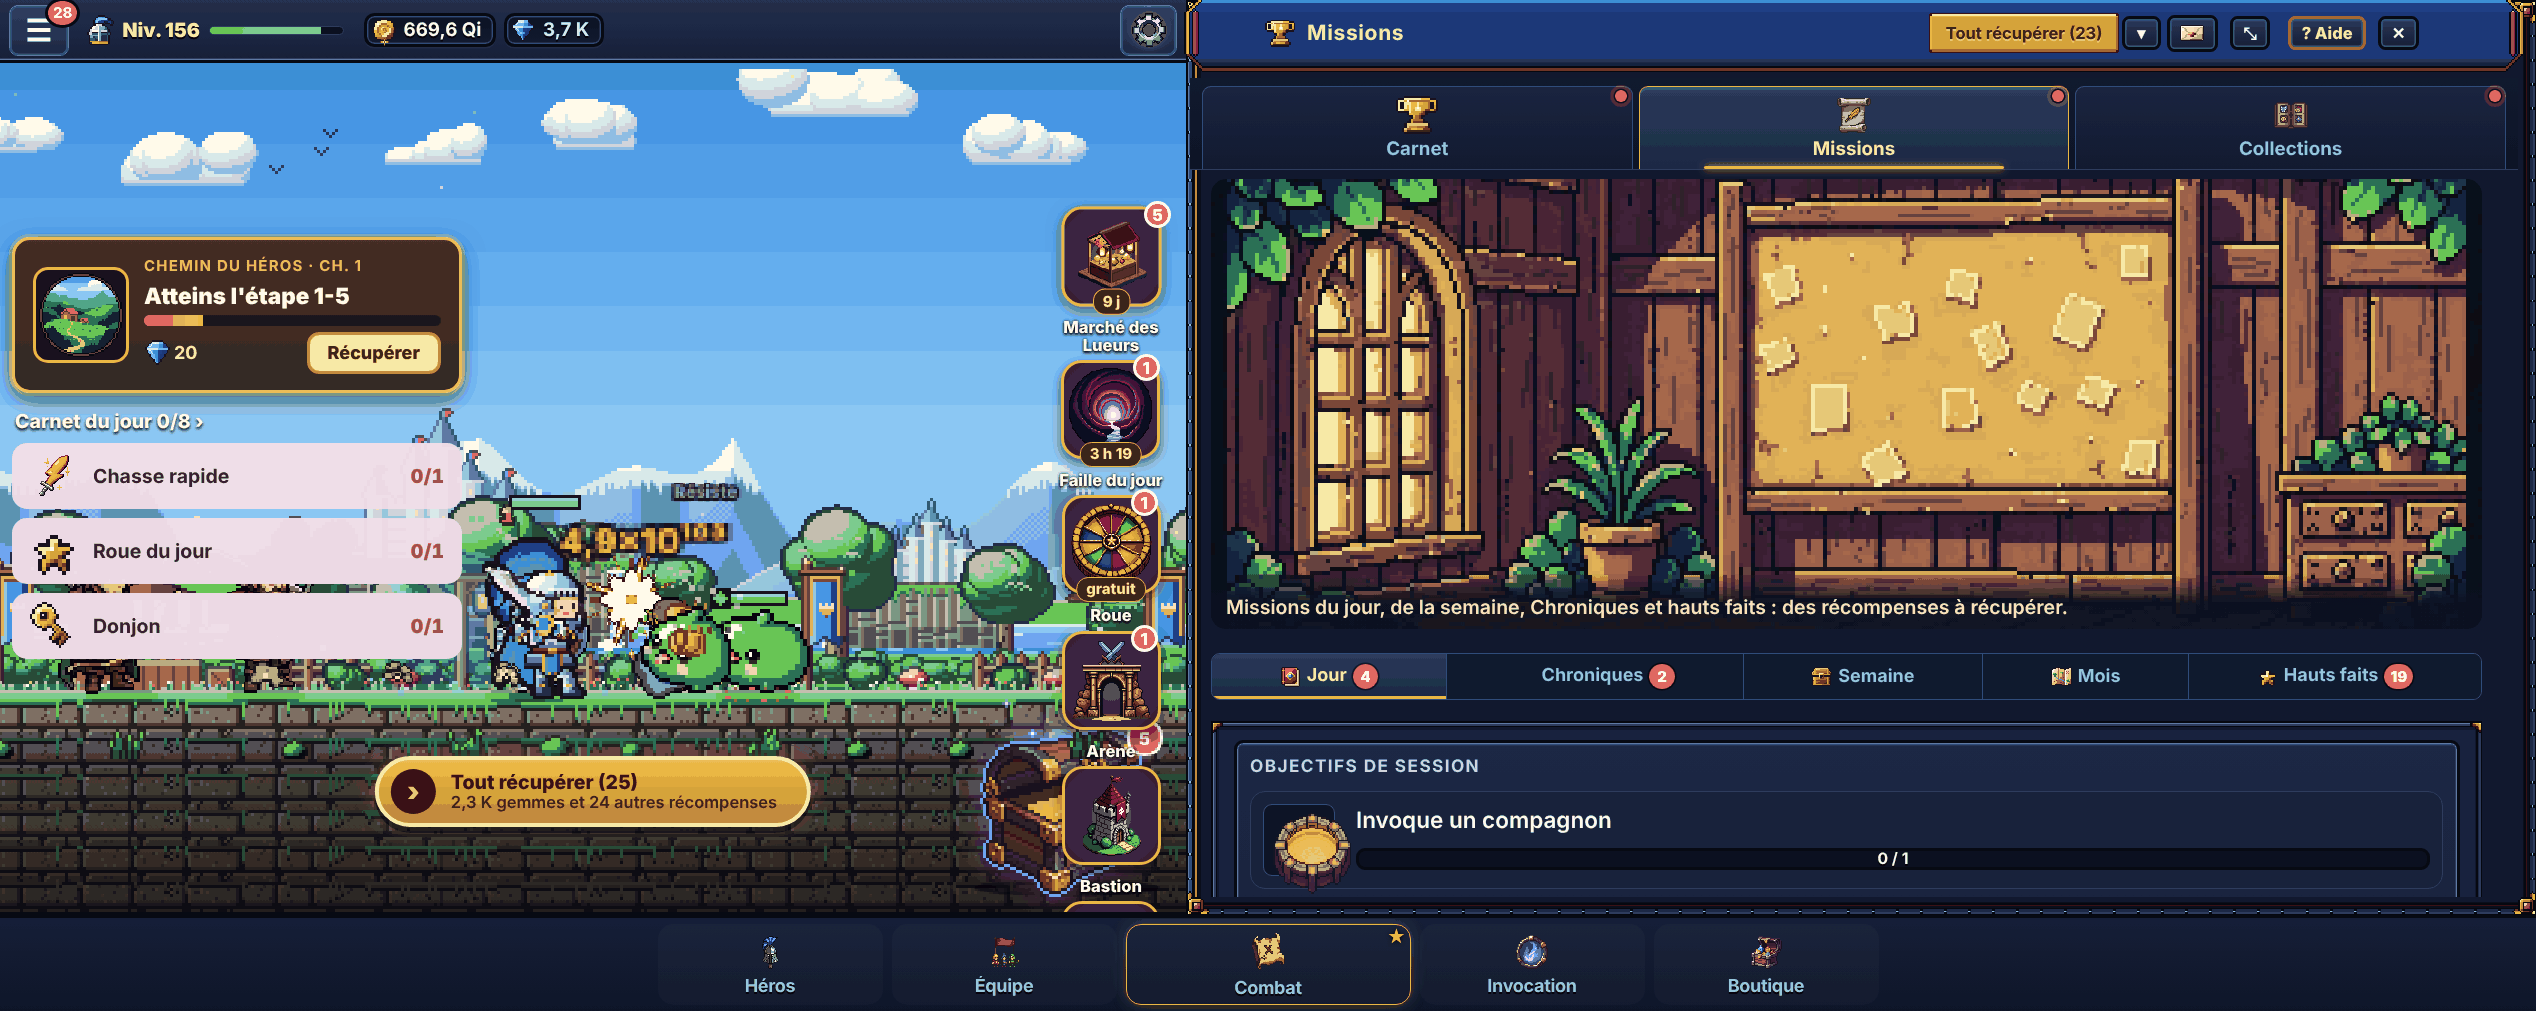 28
Niv. 156
669,6 Qi
3,7 K
CHEMIN DU HÉROS · CH. 1
Atteins l'étape 1-5
20
Récupérer
Carnet du jour 0/8 ›
Chasse rapide 0/1
Roue du jour 0/1
Donjon 0/1
Résiste
5
9 j
Marché des
Lueurs
1
3 h 19
Faille du jour
1
gratuit
Roue
1
Arène
5
Bastion
Tout récupérer (25)
2,3 K gemmes et 24 autres récompenses
Missions
Tout récupérer (23)
? Aide
Carnet
Missions
Collections
Missions du jour, de la semaine, Chroniques et hauts faits : des récompenses à récupérer.
Jour 4
Chroniques 2
Semaine
Mois
Hauts faits 19
OBJECTIFS DE SESSION
Invoque un compagnon
0 / 1
Héros
Équipe
Combat
Invocation
Boutique